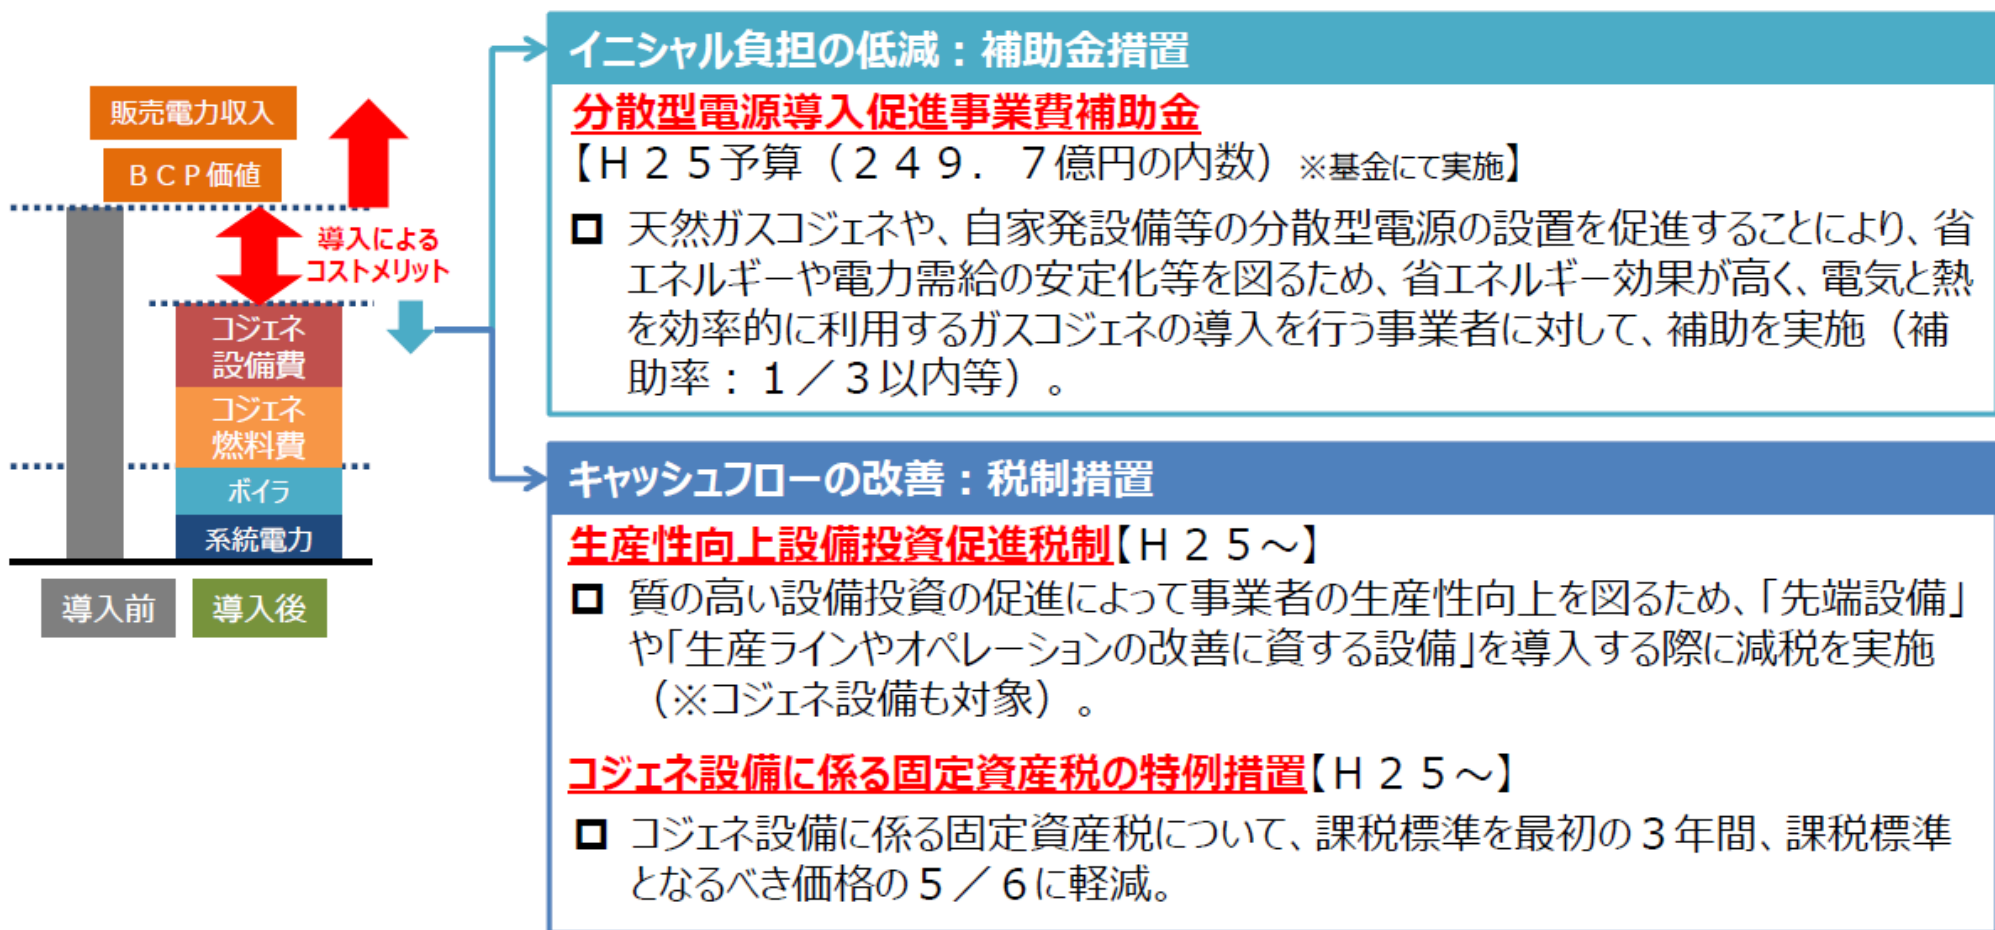 販売電力収入
BCP価値
導入による
コストメリット
コジェネ
設備費
コジェネ
燃料費
ボイラ
系統電力
導入前
導入後
イニシャル負担の低減：補助金措置
分散型電源導入促進事業費補助金
【H２５予算（２４９．７億円の内数）※基金にて実施】
天然ガスコジェネや、自家発設備等の分散型電源の設置を促進することにより、省
エネルギーや電力需給の安定化等を図るため、省エネルギー効果が高く、電気と熱
を効率的に利用するガスコジェネの導入を行う事業者に対して、補助を実施（補
助率：１／３以内等）。
キャッシュフローの改善：税制措置
生産性向上設備投資促進税制【H２５～】
質の高い設備投資の促進によって事業者の生産性向上を図るため、「先端設備」
や「生産ラインやオペレーションの改善に資する設備」を導入する際に減税を実施
（※コジェネ設備も対象）。
コジェネ設備に係る固定資産税の特例措置【H２５～】
コジェネ設備に係る固定資産税について、課税標準を最初の３年間、課税標準
となるべき価格の５／６に軽減。